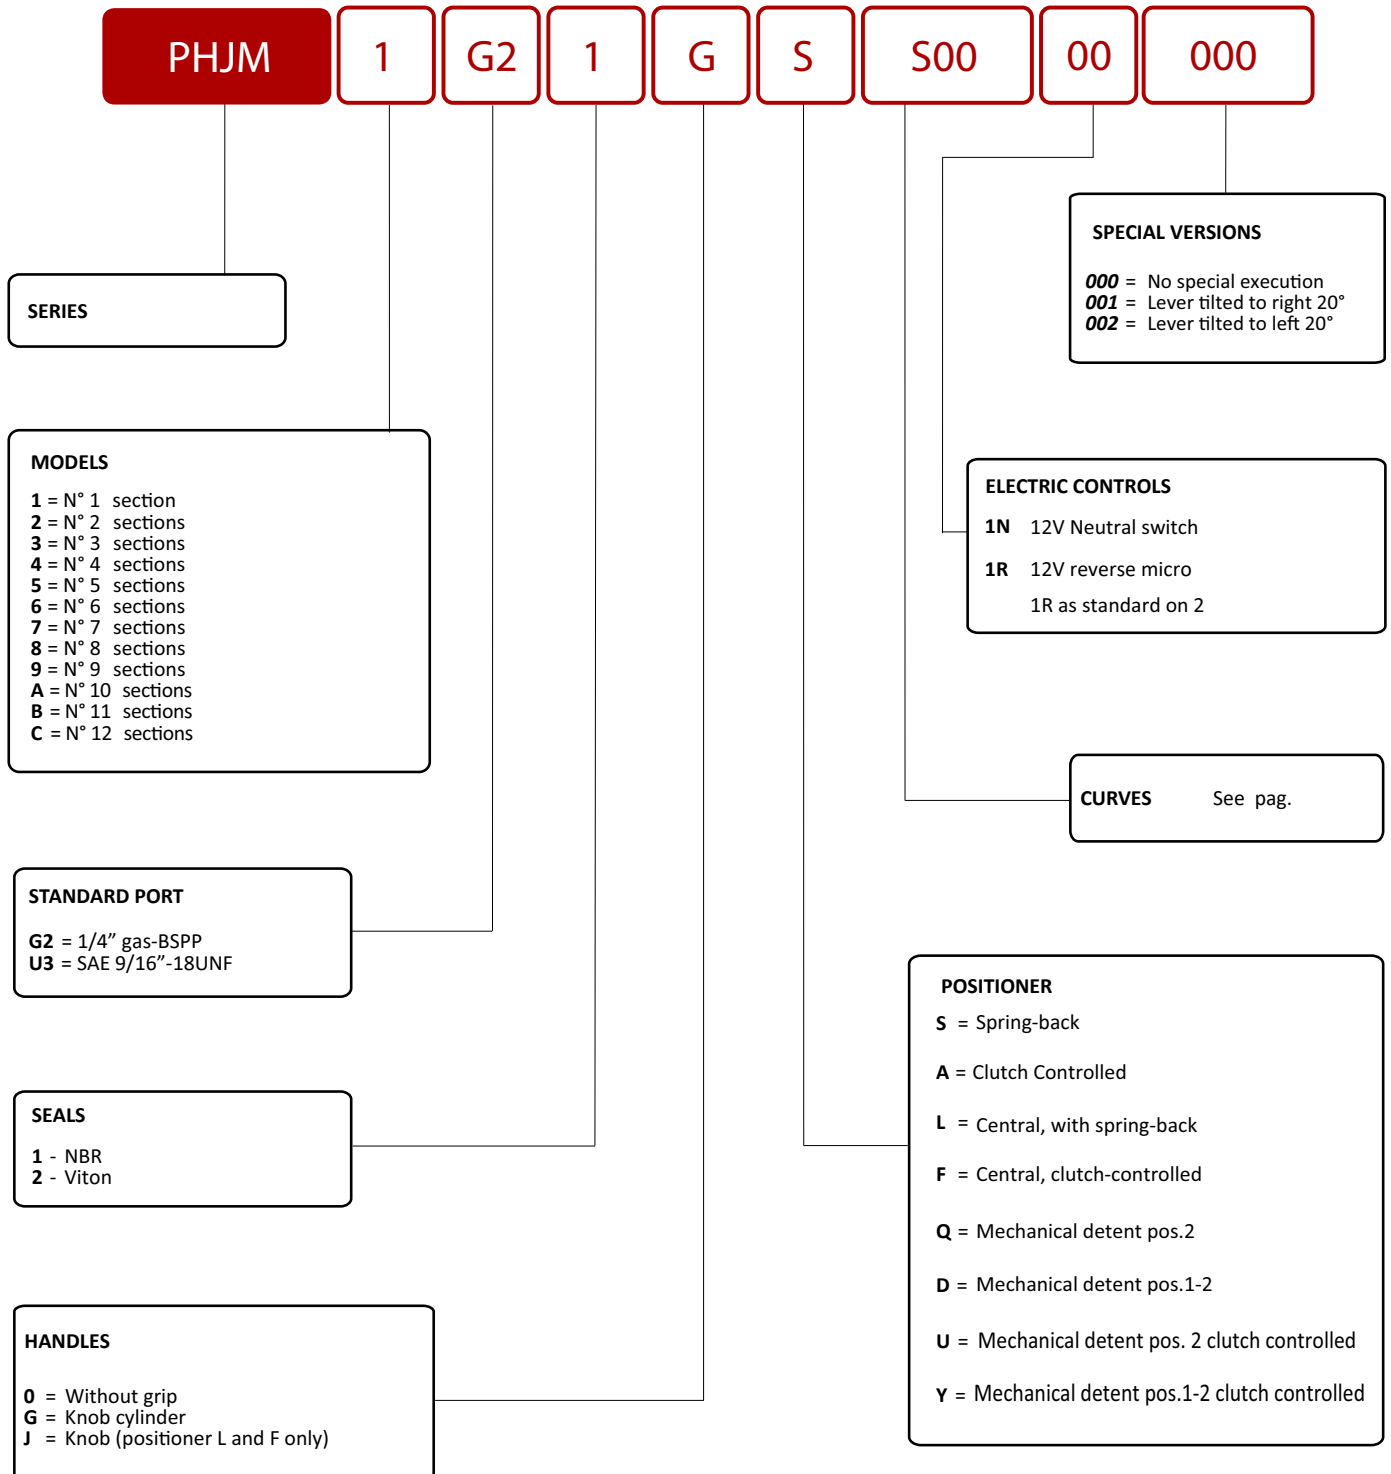 PHJM 1 G2 1 G S S00 00 000
SERIES
SPECIAL VERSIONS
000 = No special execution
001 = Lever tilted to right 20°
002 = Lever tilted to left 20°
MODELS
1 = N° 1 section
2 = N° 2 sections
3 = N° 3 sections
4 = N° 4 sections
5 = N° 5 sections
6 = N° 6 sections
7 = N° 7 sections
8 = N° 8 sections
9 = N° 9 sections
A = N° 10 sections
B = N° 11 sections
C = N° 12 sections
ELECTRIC CONTROLS
1N 12V Neutral switch
1R 12V reverse micro
1R as standard on 2
CURVES See pag.
STANDARD PORT
G2 = 1/4” gas-BSPP
U3 = SAE 9/16”-18UNF
SEALS
1 - NBR
2 - Viton
POSITIONER
S = Spring-back
A = Clutch Controlled
L = Central, with spring-back
F = Central, clutch-controlled
Q = Mechanical detent pos.2
D = Mechanical detent pos.1-2
U = Mechanical detent pos. 2 clutch controlled
Y = Mechanical detent pos.1-2 clutch controlled
HANDLES
0 = Without grip
G = Knob cylinder
J = Knob (positioner L and F only)